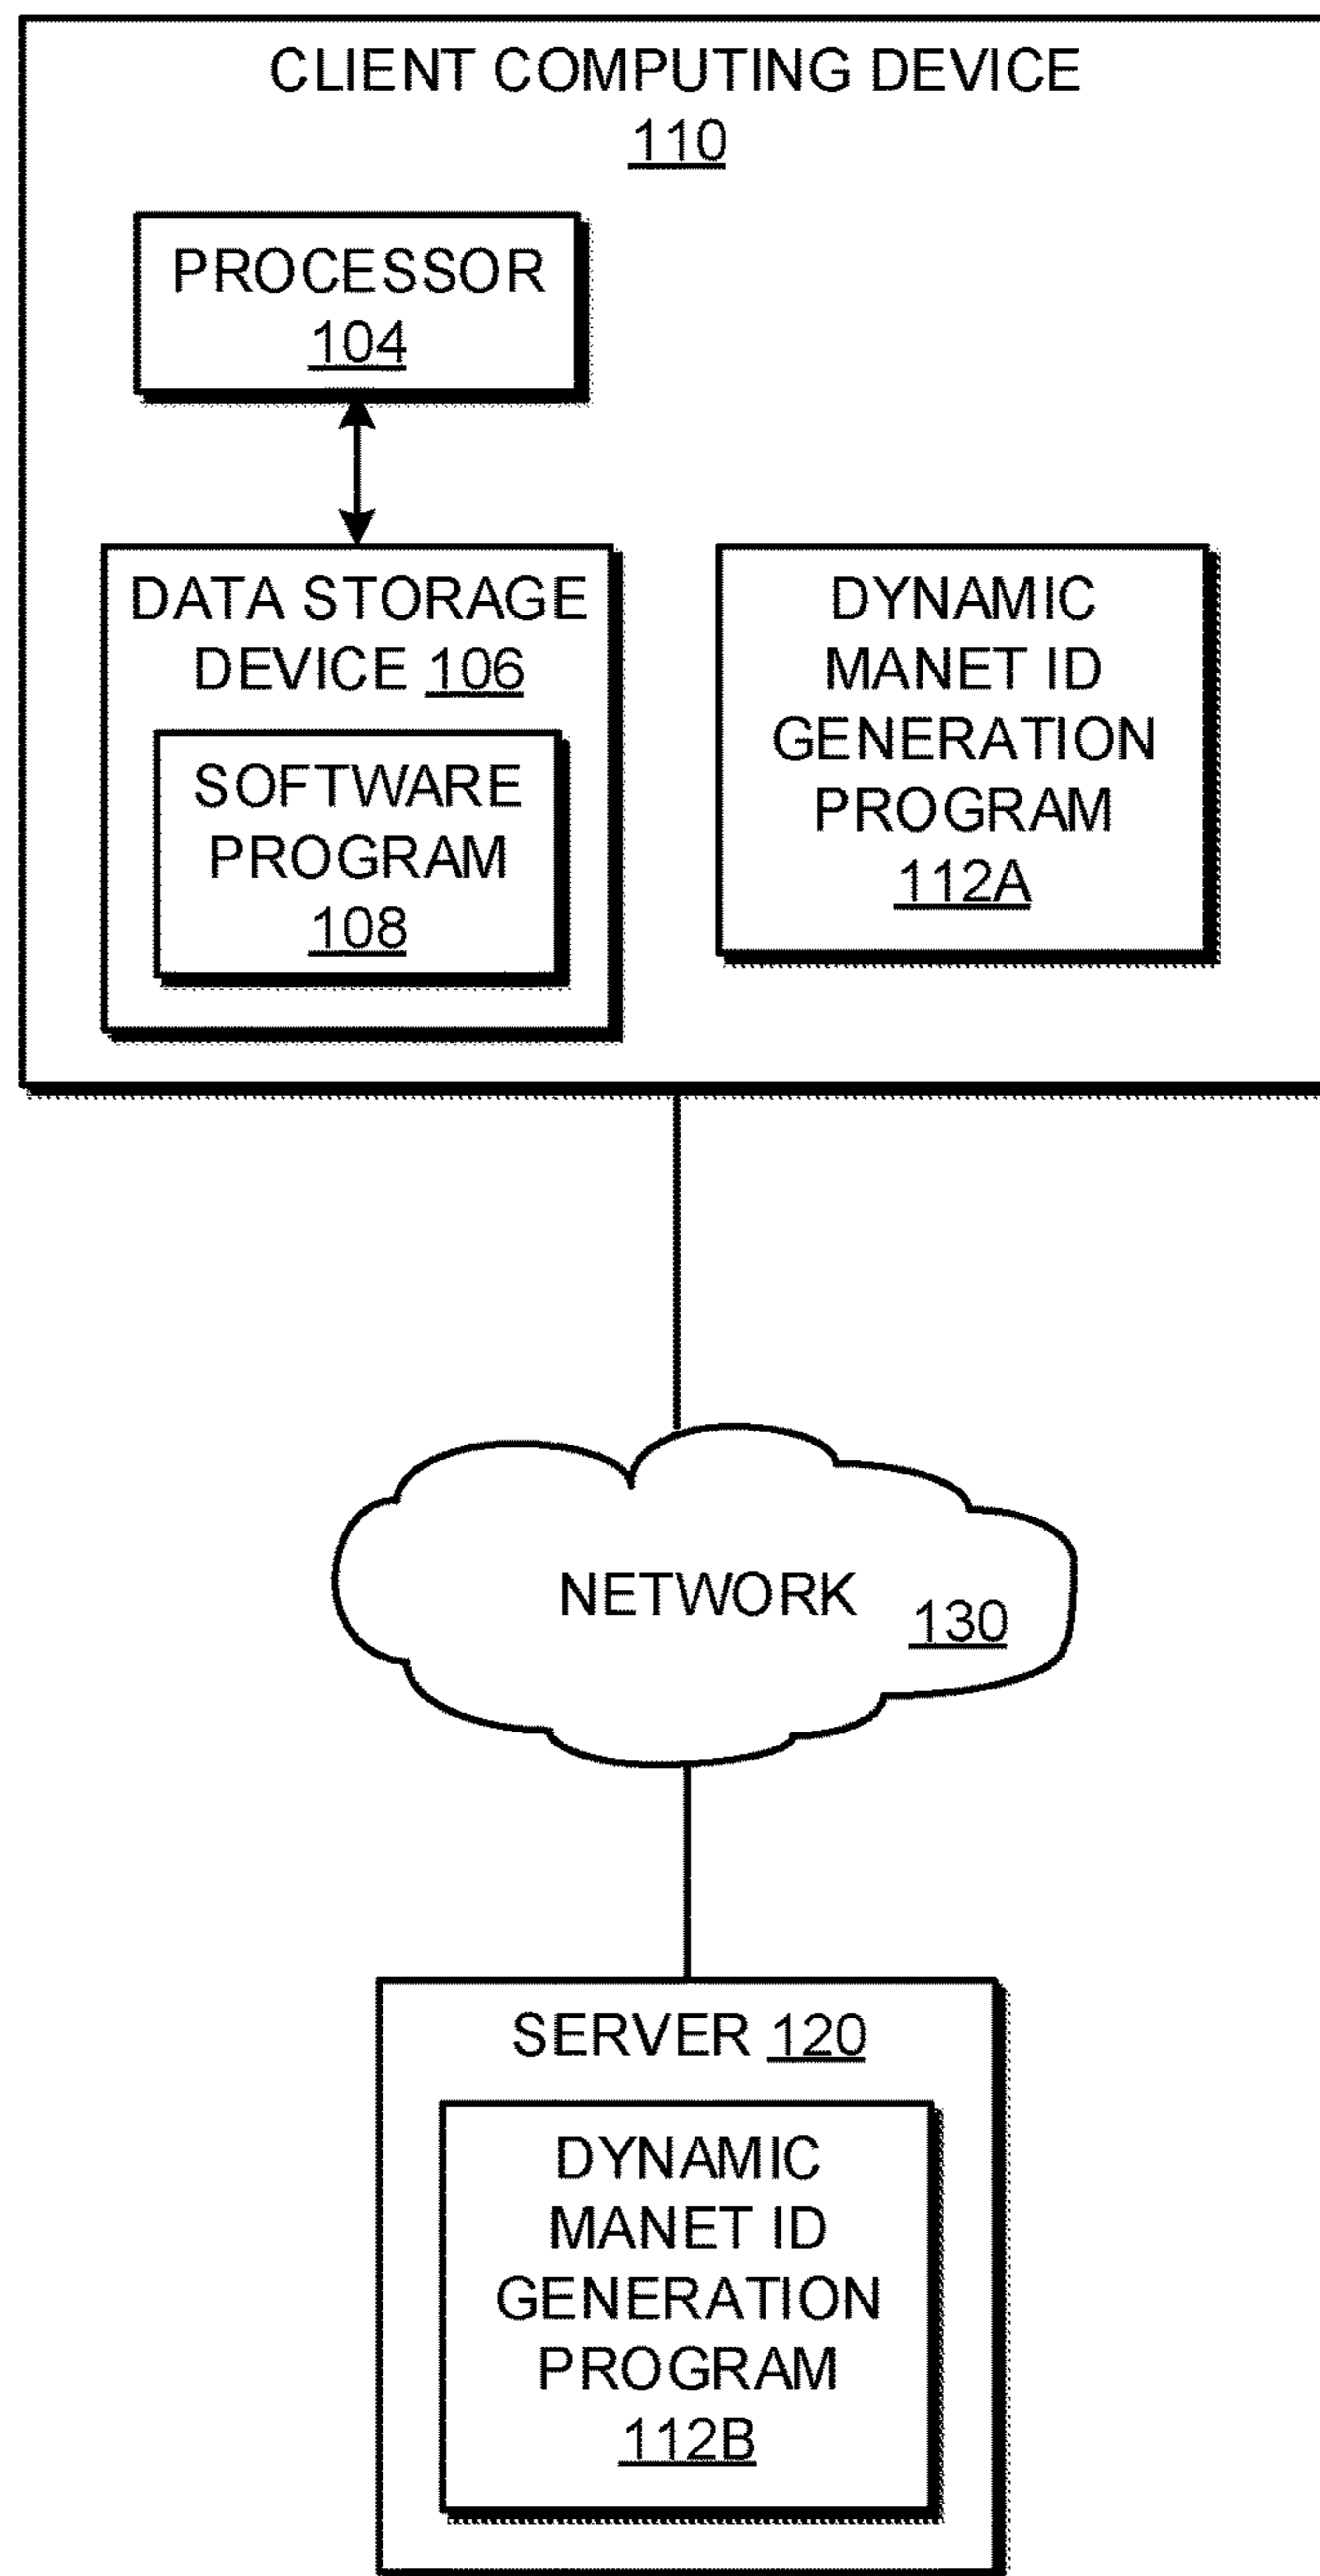 CLIENT COMPUTING DEVICE
110
PROCESSOR
104
DATA STORAGE
DEVICE 106
SOFTWARE
PROGRAM
108
DYNAMIC
MANET ID
GENERATION
PROGRAM
112A
NETWORK 130
SERVER 120
DYNAMIC
MANET ID
GENERATION
PROGRAM
112B